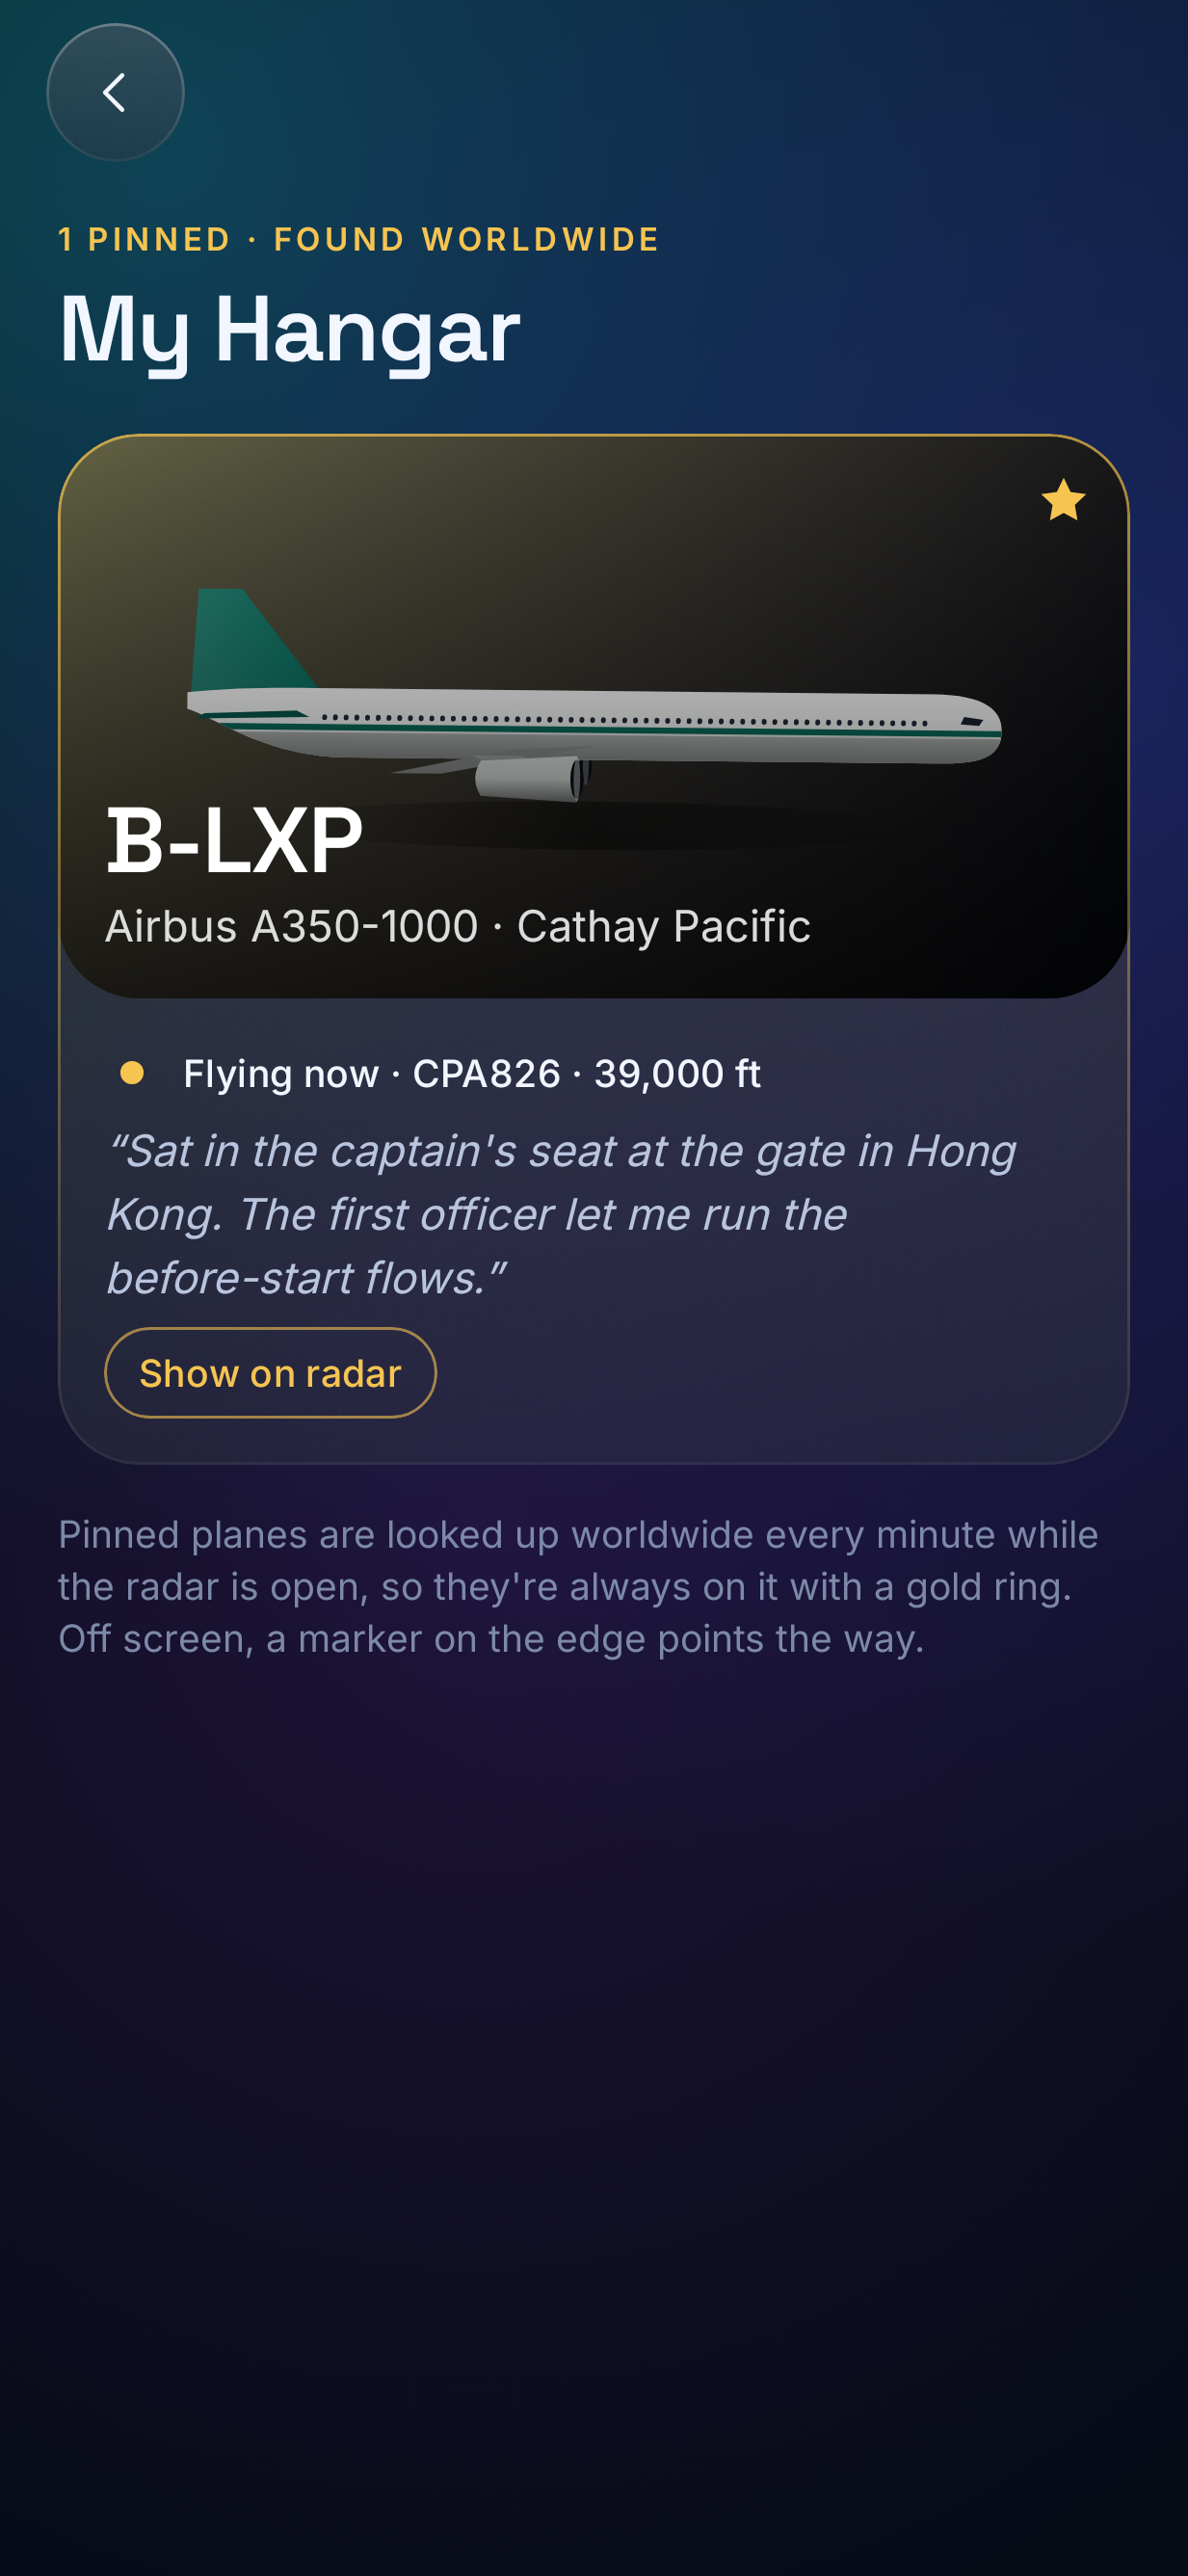 1 PINNED · FOUND WORLDWIDE
My Hangar
B-LXP
Airbus A350-1000 · Cathay Pacific
Flying now · CPA826 · 39,000 ft
“Sat in the captain's seat at the gate in Hong
Kong. The first officer let me run the
before-start flows.”
Show on radar
Pinned planes are looked up worldwide every minute while
the radar is open, so they're always on it with a gold ring.
Off screen, a marker on the edge points the way.